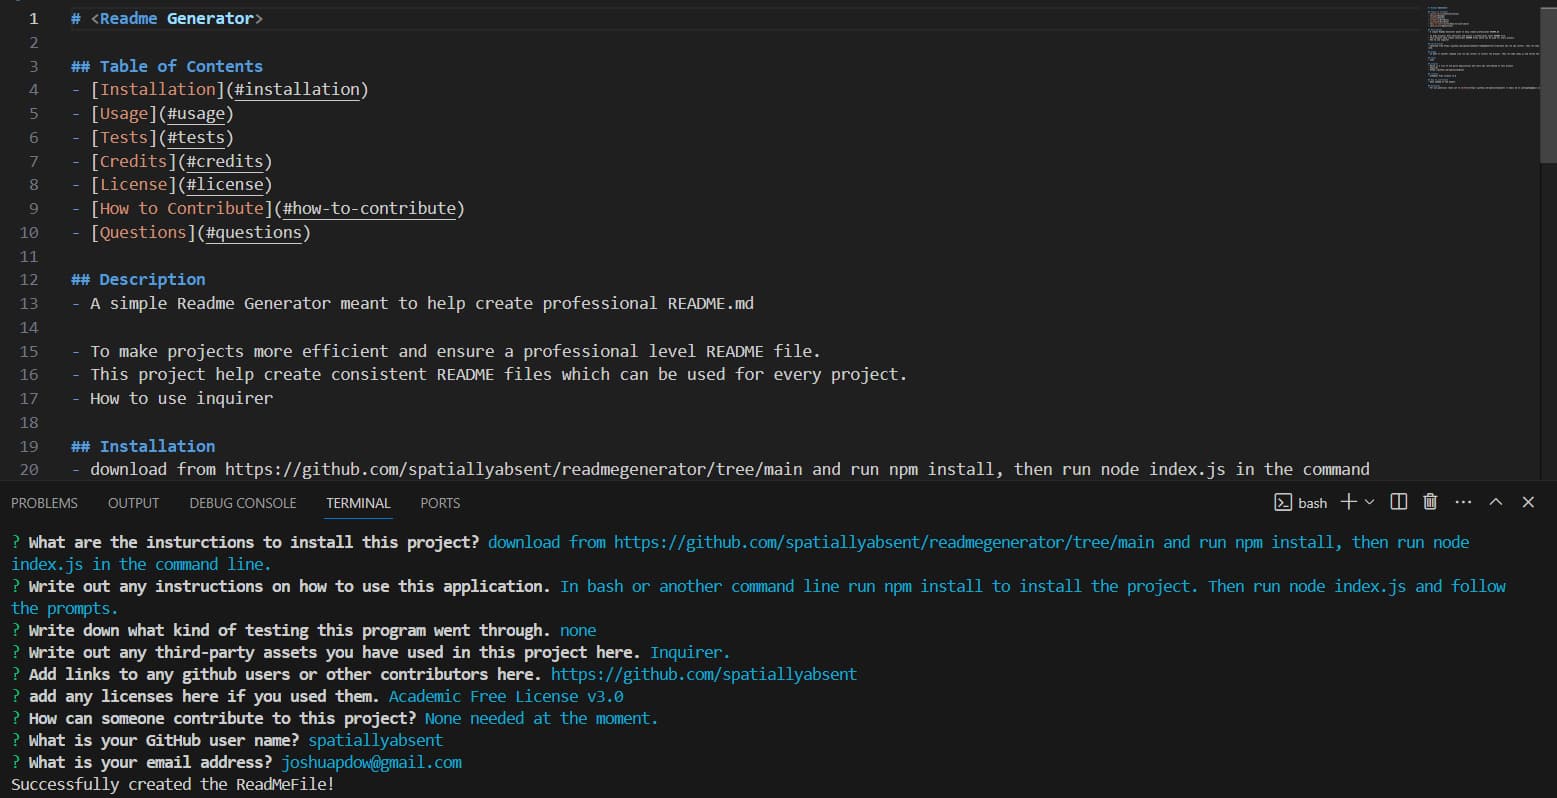 1 # <Readme Generator>
2
3 ## Table of Contents
4 - [Installation](#installation)
5 - [Usage](#usage)
6 - [Tests](#tests)
7 - [Credits](#credits)
8 - [License](#license)
9 - [How to Contribute](#how-to-contribute)
10 - [Questions](#questions)
11
12 ## Description
13 - A simple Readme Generator meant to help create professional README.md
14
15 - To make projects more efficient and ensure a professional level README file.
16 - This project help create consistent README files which can be used for every project.
17 - How to use inquirer
18
19 ## Installation
20 - download from https://github.com/spatiallyabsent/readmegenerator/tree/main and run npm install, then run node index.js in the command
PROBLEMS OUTPUT DEBUG CONSOLE TERMINAL PORTS bash
? What are the insturctions to install this project? download from https://github.com/spatiallyabsent/readmegenerator/tree/main and run npm install, then run node
index.js in the command line.
? Write out any instructions on how to use this application. In bash or another command line run npm install to install the project. Then run node index.js and follow
the prompts.
? Write down what kind of testing this program went through. none
? Write out any third-party assets you have used in this project here. Inquirer.
? Add links to any github users or other contributors here. https://github.com/spatiallyabsent
? add any licenses here if you used them. Academic Free License v3.0
? How can someone contribute to this project? None needed at the moment.
? What is your GitHub user name? spatiallyabsent
? What is your email address? joshuapdow@gmail.com
Successfully created the ReadMeFile!